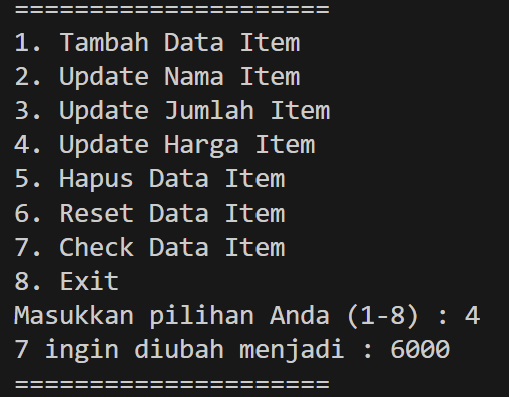 =====================
1. Tambah Data Item
2. Update Nama Item
3. Update Jumlah Item
4. Update Harga Item
5. Hapus Data Item
6. Reset Data Item
7. Check Data Item
8. Exit
Masukkan pilihan Anda (1-8) : 4
7 ingin diubah menjadi : 6000
=====================